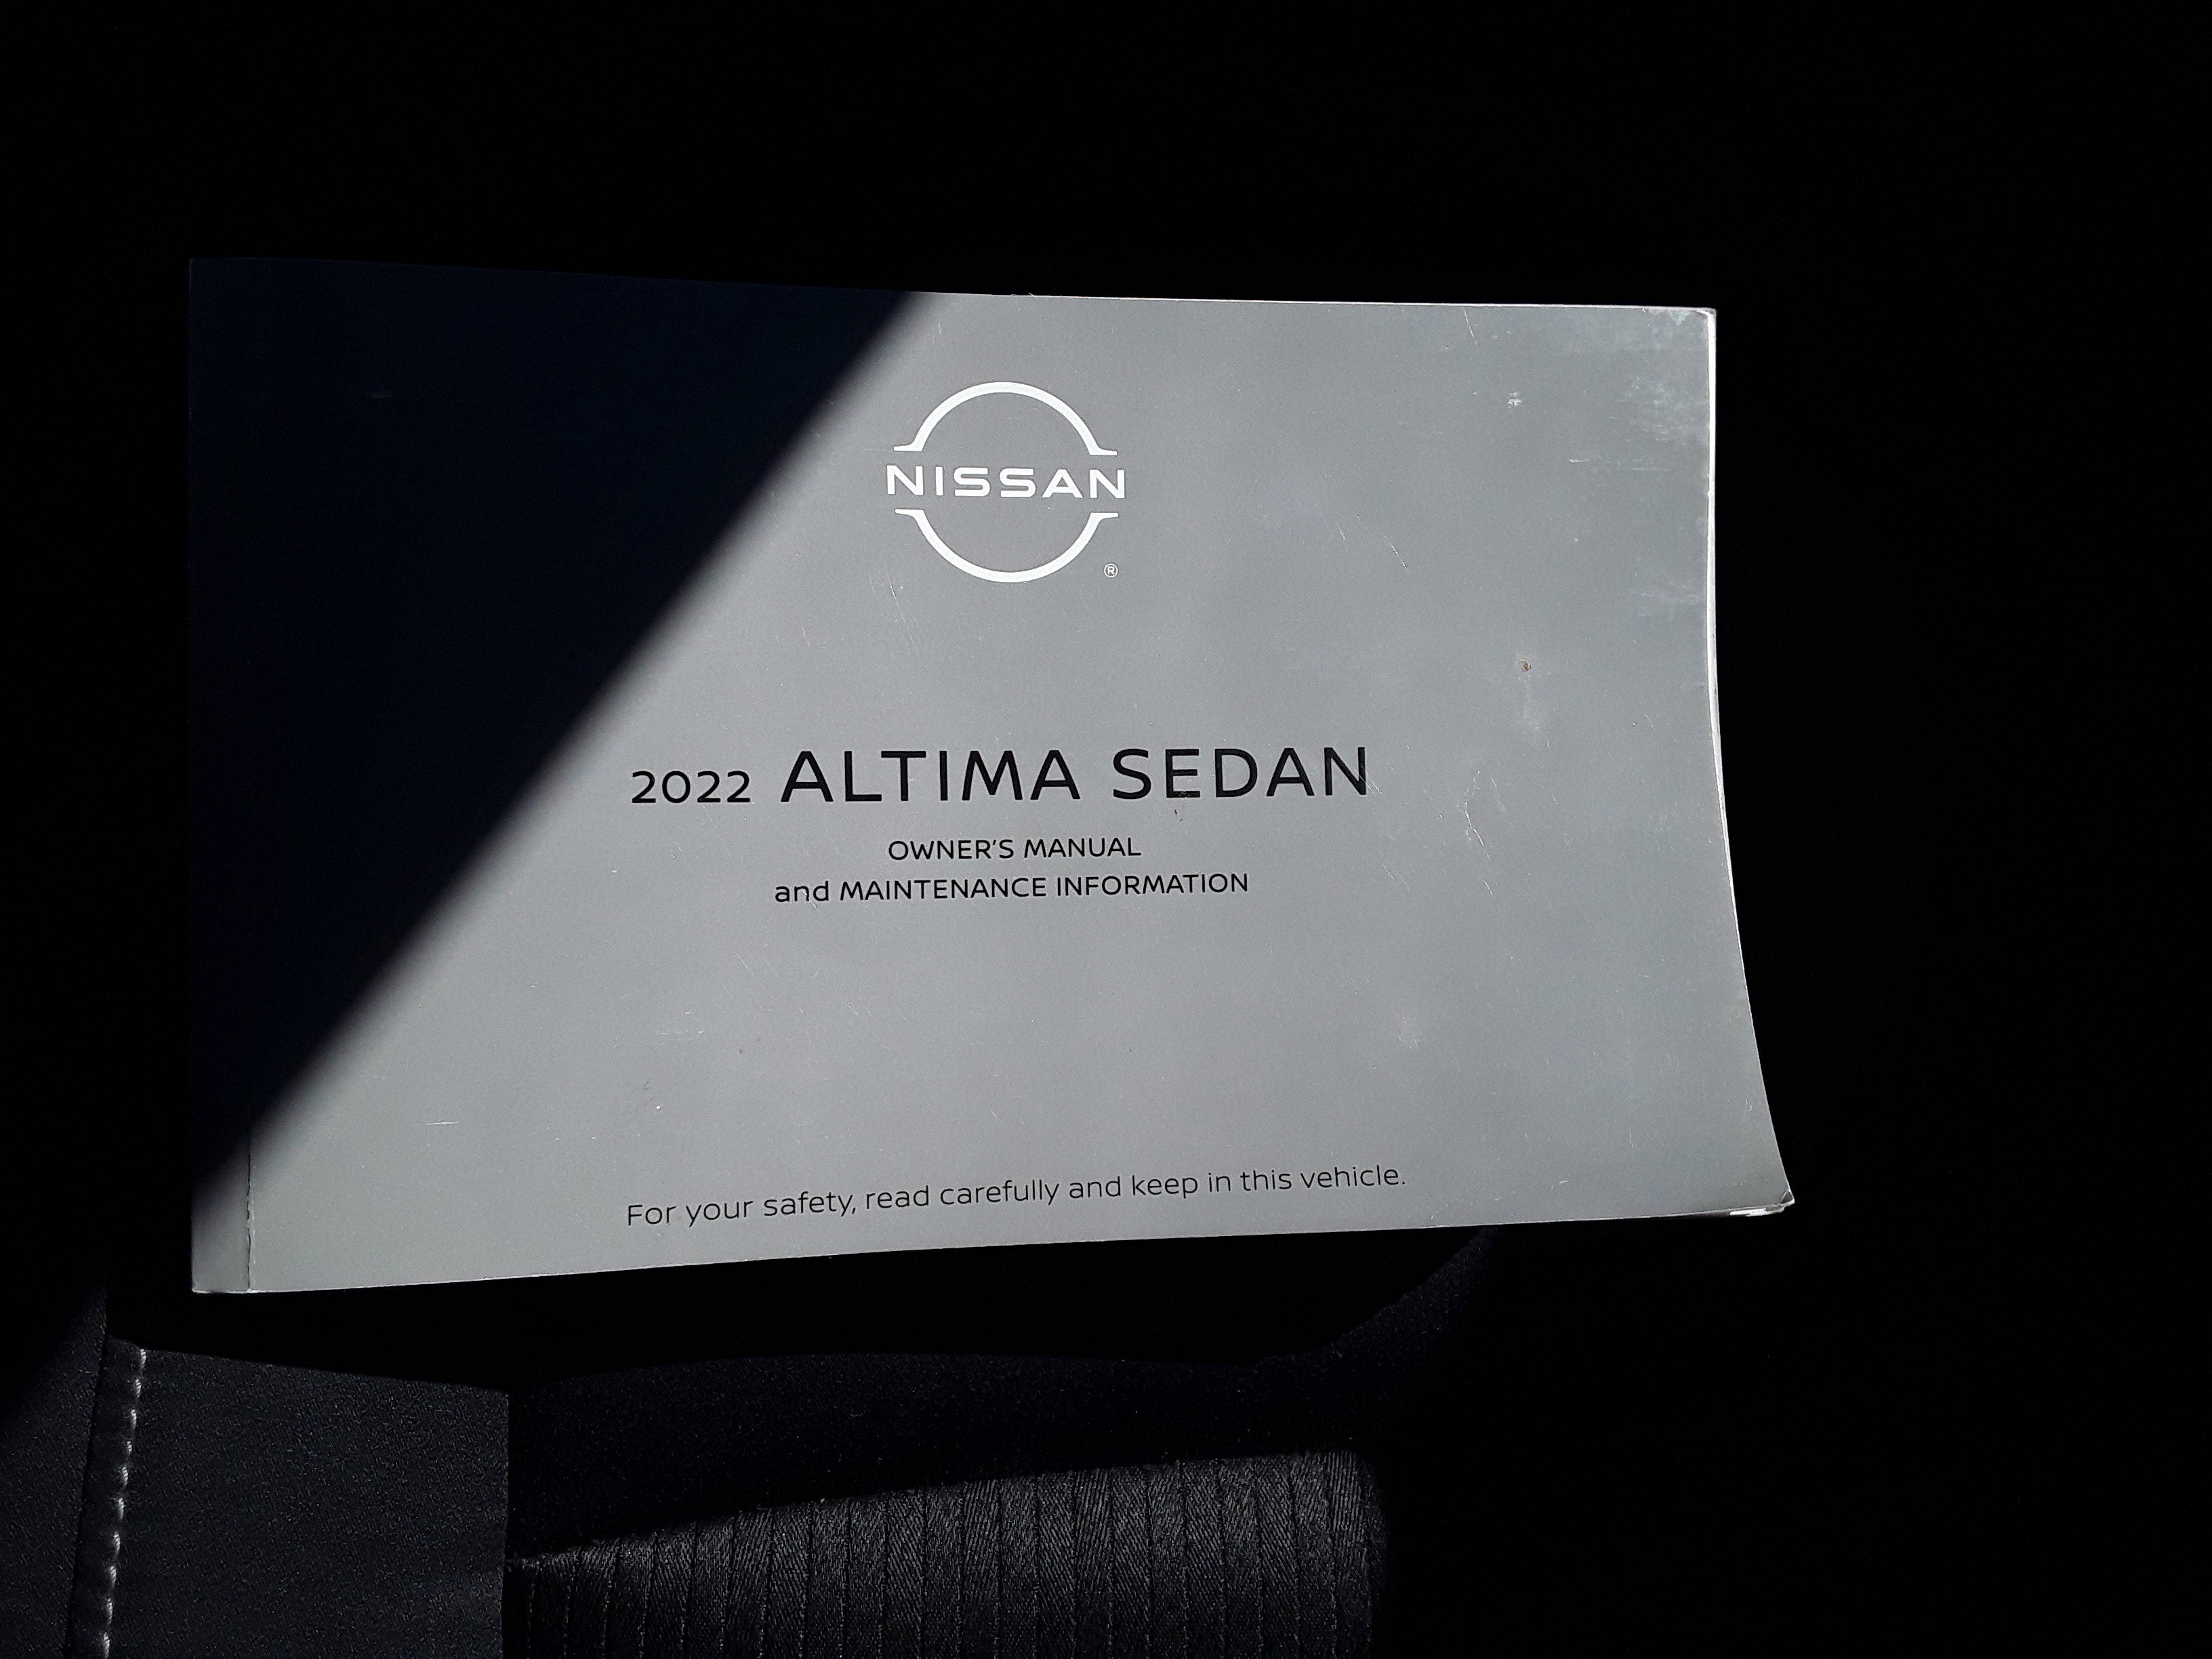 NISSAN
®
2022 ALTIMA SEDAN
OWNER'S MANUAL
and MAINTENANCE INFORMATION
For your safety, read carefully and keep in this vehicle.